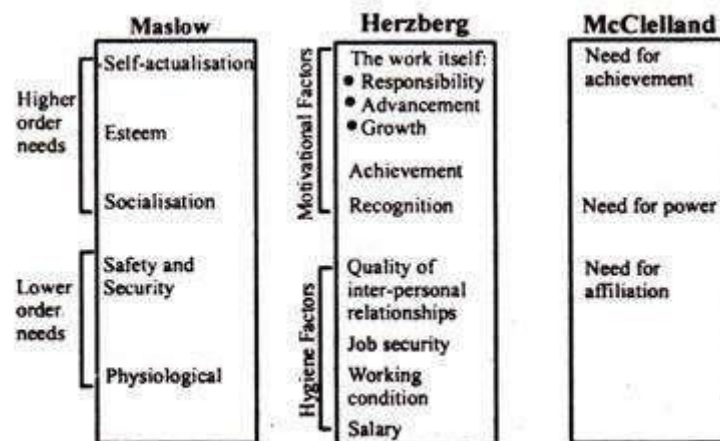 Maslow
Higher
order
needs
Lower
order
needs
Self-actualisation
Esteem
Socialisation
Safety and
Security
Physiological
Herzberg
Motivational Factors
Hygiene Factors
The work itself:
• Responsibility
• Advancement
• Growth
Achievement
Recognition
Quality of
inter-personal
relationships
Job security
Working
condition
Salary
McClelland
Need for
achievement
Need for power
Need for
affiliation